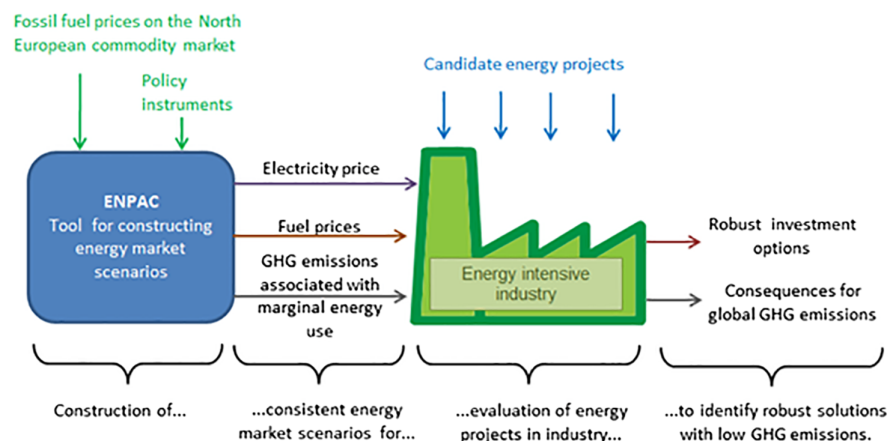 Fossil fuel prices on the North
European commodity market
Policy
instruments
Candidate energy projects
ENPAC
Tool for constructing
energy market
scenarios
Electricity price
Fuel prices
GHG emissions
associated with
marginal energy
use
Energy intensive
industry
Robust investment
options
Consequences for
global GHG emissions
Construction of...
...consistent energy
market scenarios for...
...evaluation of energy
projects in industry...
...to identify robust solutions
with low GHG emissions.